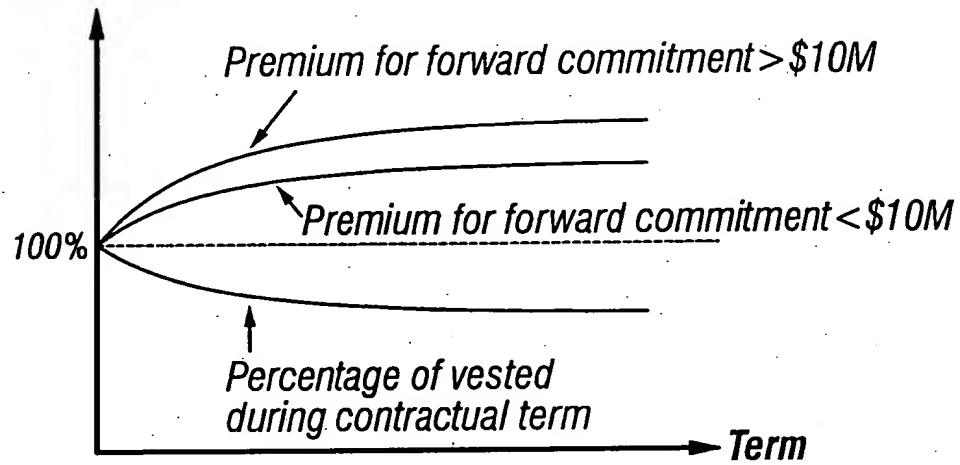 Premium for forward commitment > $10M
Premium for forward commitment < $10M
100%
Percentage of vested
during contractual term
Term